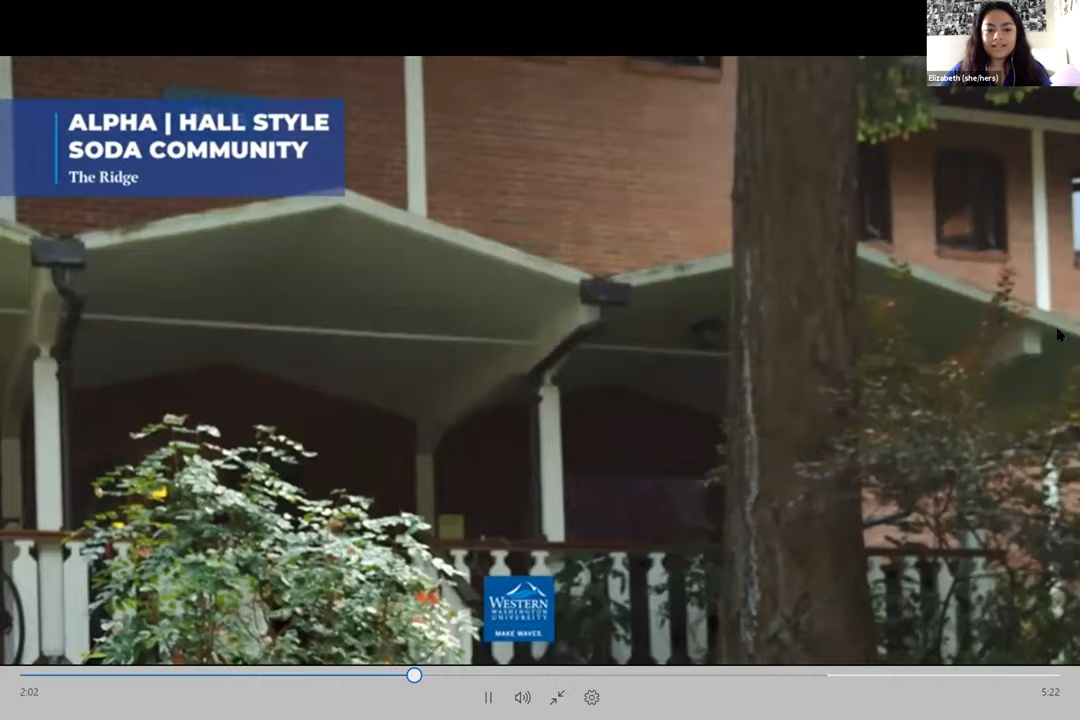 Elizabeth (she/hers)
ALPHA | HALL STYLE
SODA COMMUNITY
The Ridge
WESTERN
WASHINGTON
UNIVERSITY
MAKE WAVES.
2:02
5:22